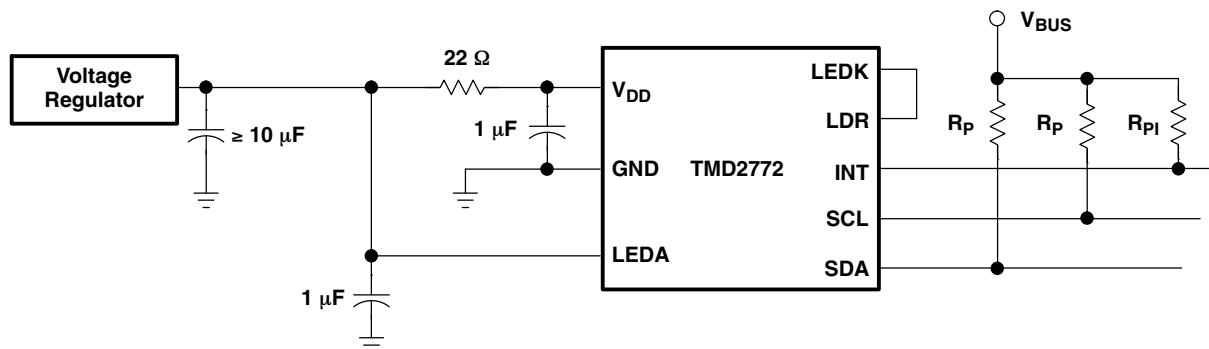 V_BUS
Voltage
Regulator
22 Ω
≥ 10 μF
1 μF
1 μF
V_DD
GND
LEDA
TMD2772
LEDK
LDR
INT
SCL
SDA
R_P
R_P
R_PI